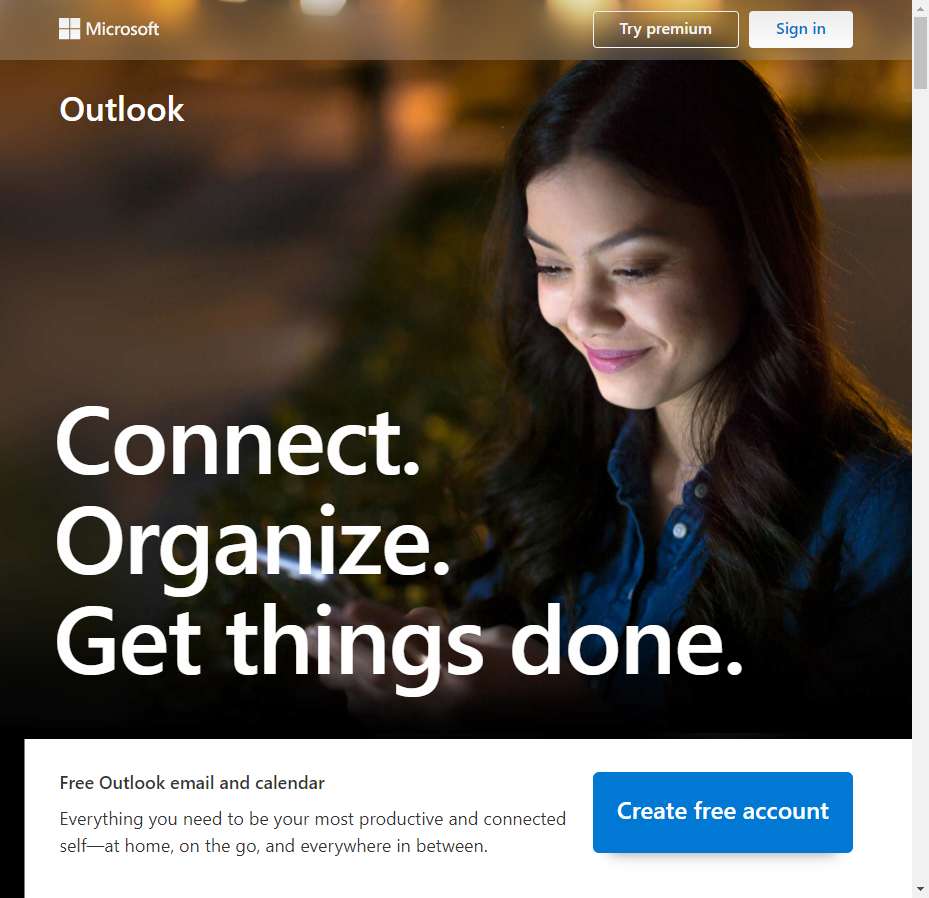 Microsoft
Try premium
Sign in
Outlook
Connect.
Organize.
Get things done.
Free Outlook email and calendar
Everything you need to be your most productive and connected
self—at home, on the go, and everywhere in between.
Create free account